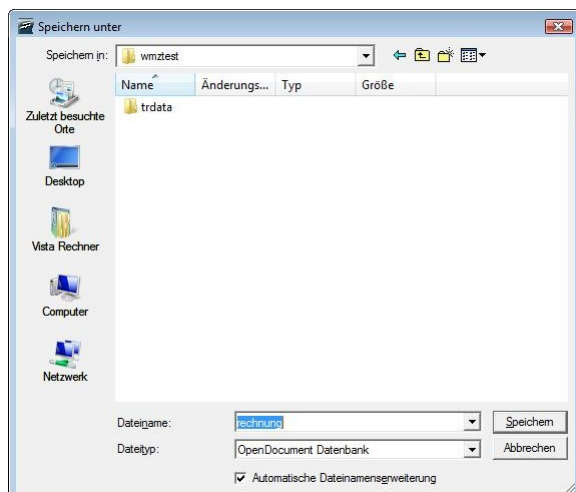 Speichern unter
Speichern in: wmztest
Name Änderungs... Typ Größe
trdata
Zuletzt besuchte
Orte
Desktop
Vista Rechner
Computer
Netzwerk
Dateiname: rechnung Speichern
Dateityp: OpenDocument Datenbank Abbrechen
Automatische Dateinamenserweiterung